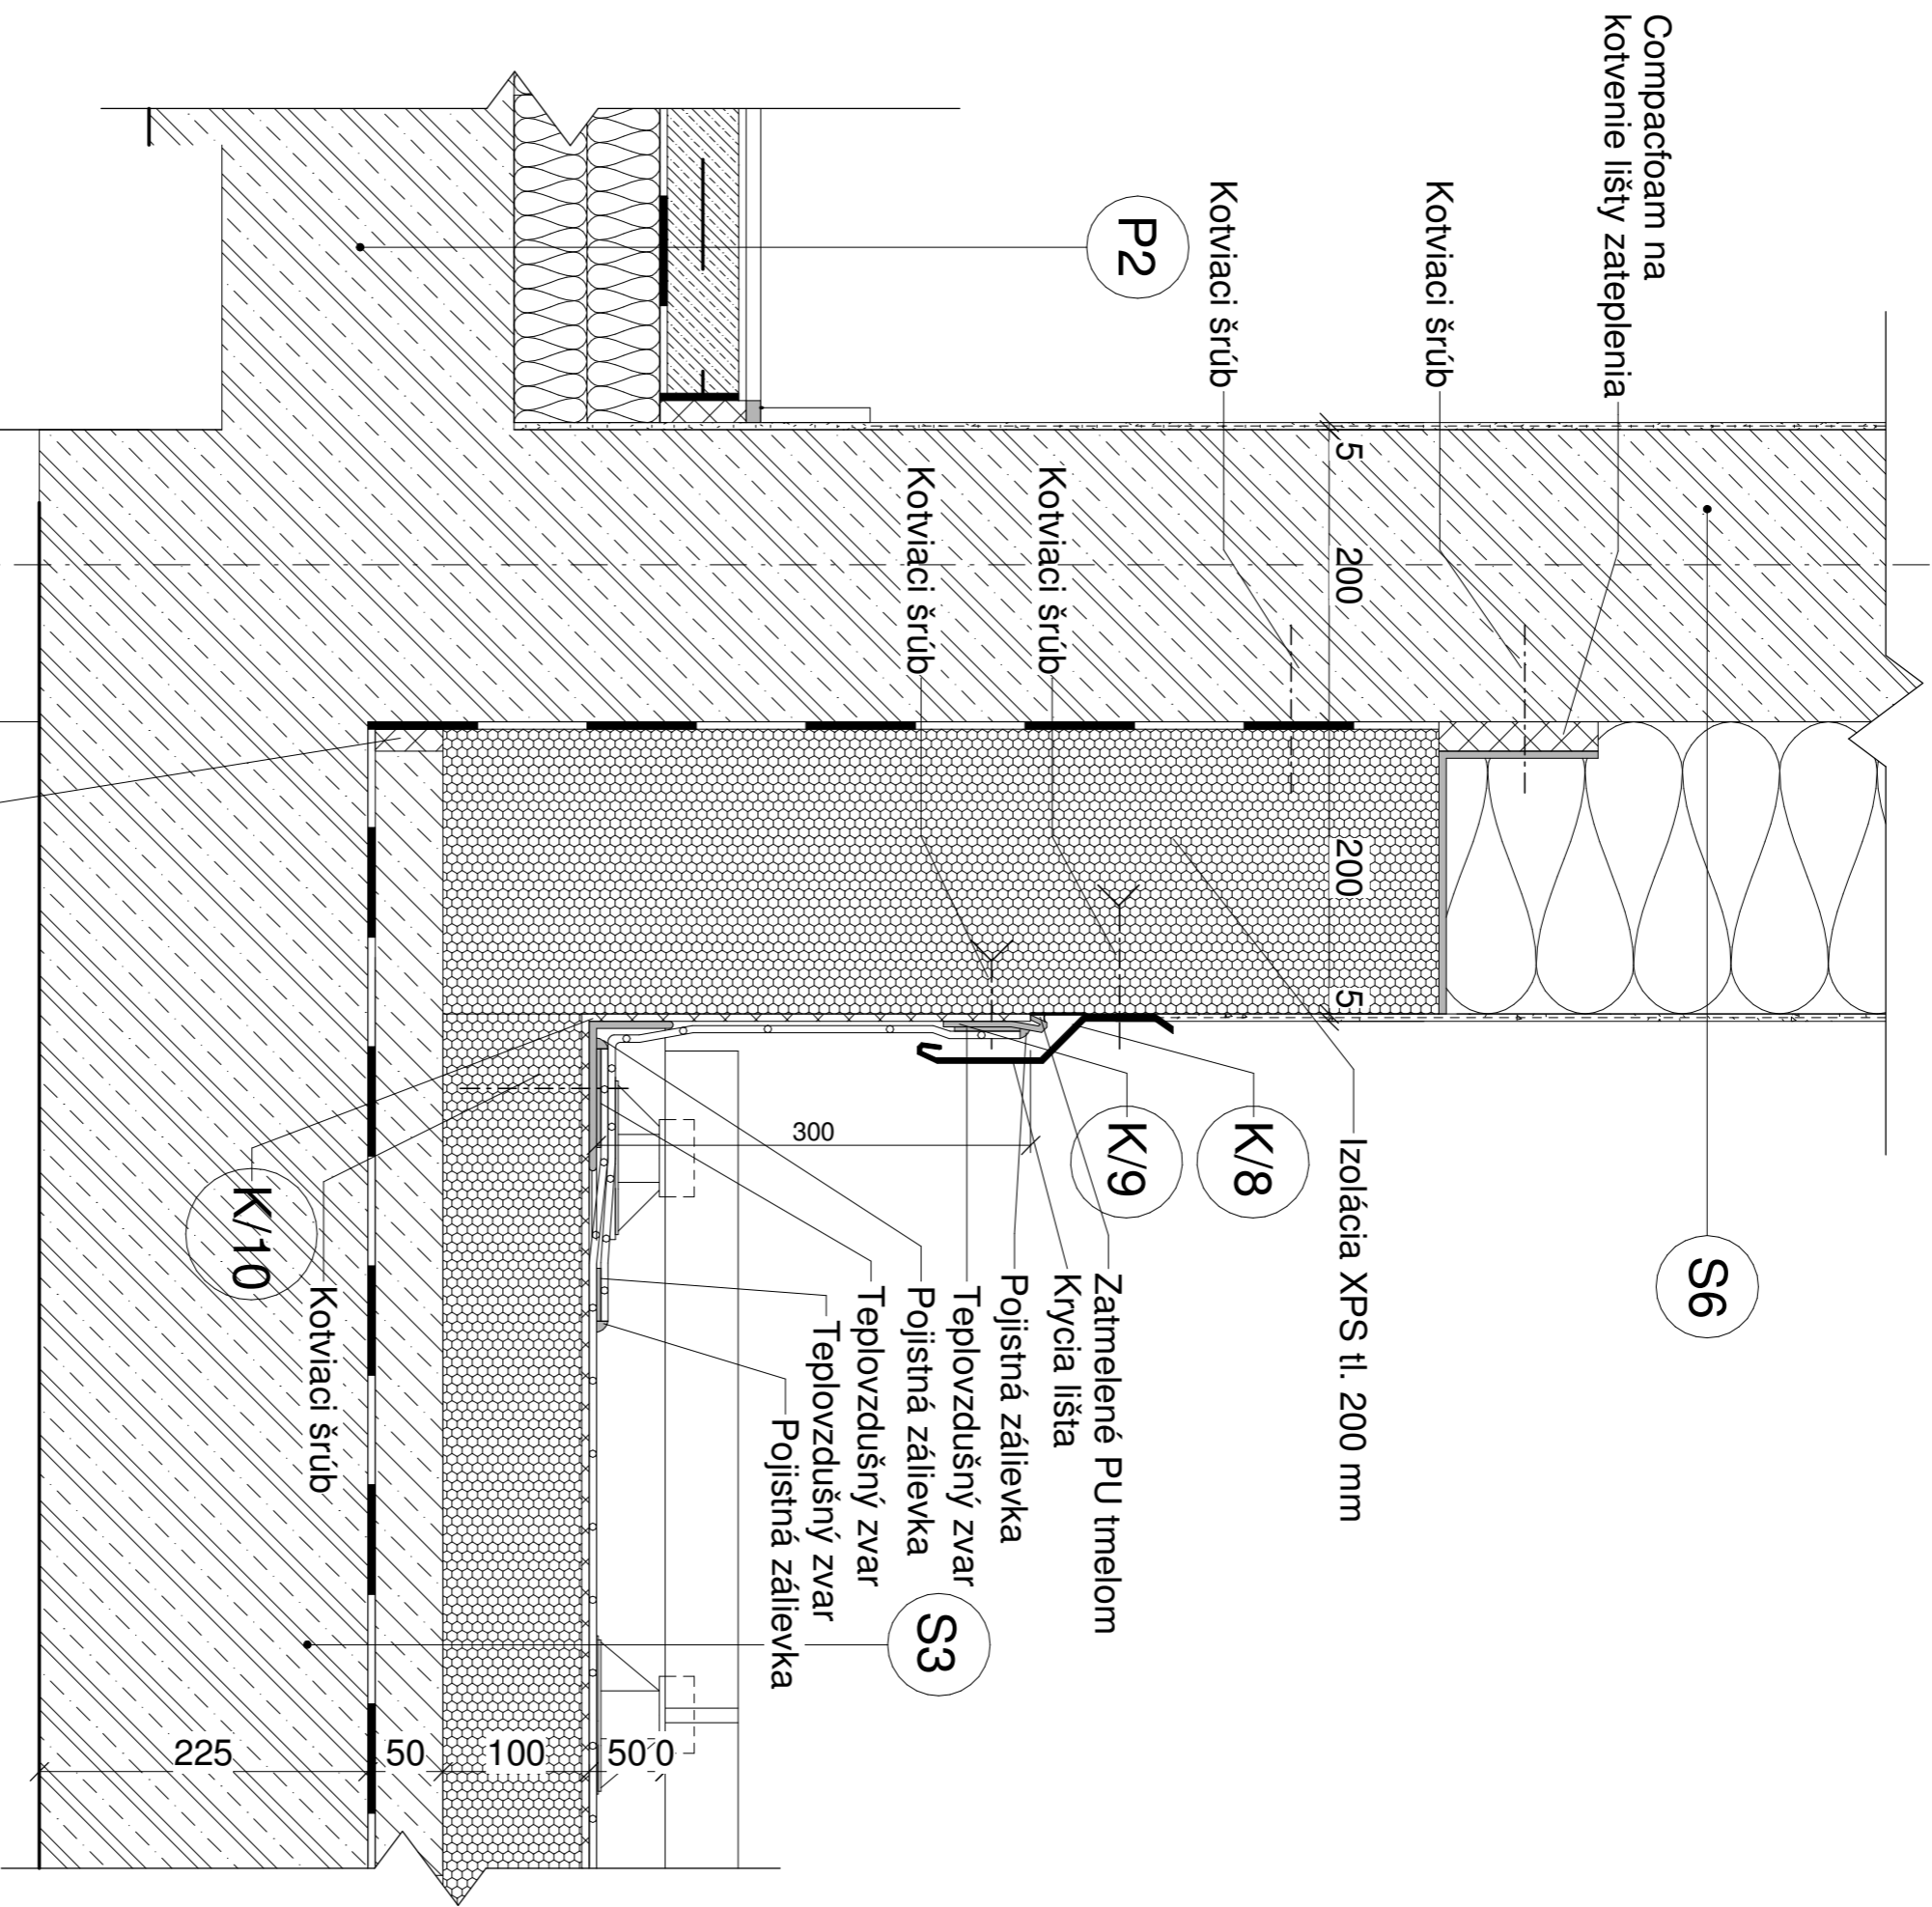 Compacfoam na
kotvenie lišty zateplenia
Kotviaci šrúb
Kotviaci šrúb
P2
Kotviaci šrúb
Kotviaci šrúb
5
200
200
5
S6
Izolácia XPS tl. 200 mm
K/8
K/9
300
Zatmelené PU tmelom
Krycia lišta
Pojistná zálievka
Teplovzdušný zvar
Pojistná zálievka
Teplovzdušný zvar
Teplovzdušný zvar
Pojistná zálievka
S3
K/10
Kotviaci šrúb
225
50
100
50
0